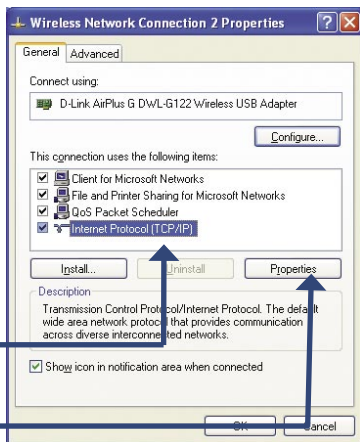 Wireless Network Connection 2 Properties
General Advanced
Connect using:
D-Link AirPlus G DWL-G122 Wireless USB Adapter
Configure...
This connection uses the following items:
Client for Microsoft Networks
File and Printer Sharing for Microsoft Networks
QoS Packet Scheduler
Internet Protocol (TCP/IP)
Install... Uninstall Properties
Description
Transmission Control Protocol/Internet Protocol. The default
wide area network protocol that provides communication
across diverse interconnected networks.
Show icon in notification area when connected
OK Cancel